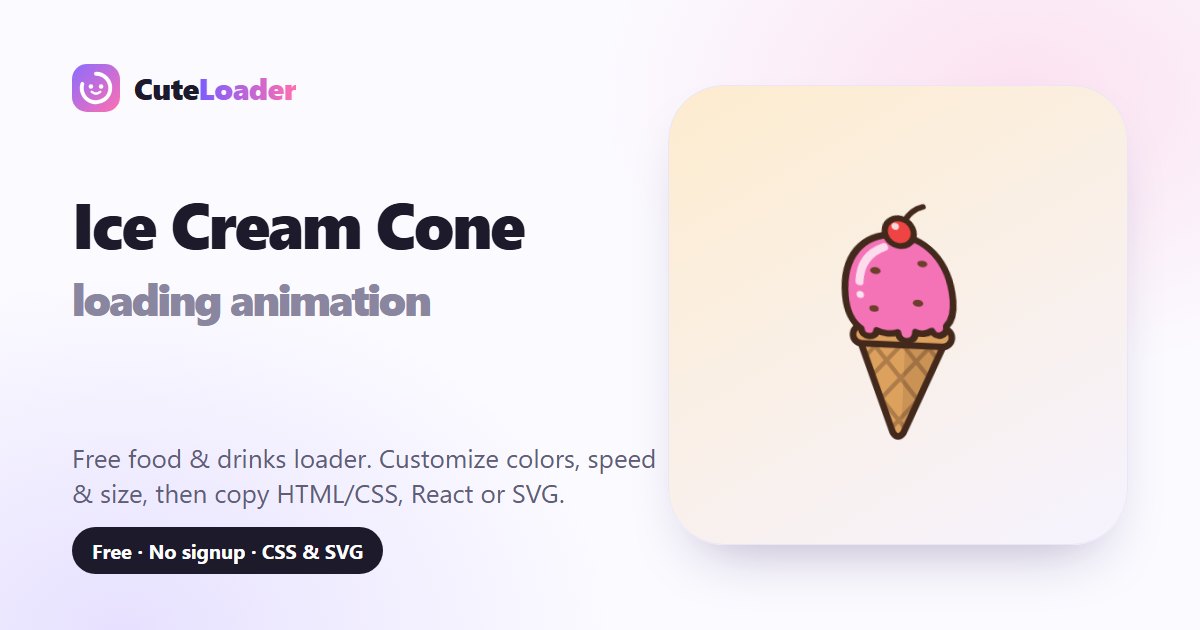 CuteLoader
Ice Cream Cone
loading animation
Free food & drinks loader. Customize colors, speed
& size, then copy HTML/CSS, React or SVG.
Free · No signup · CSS & SVG